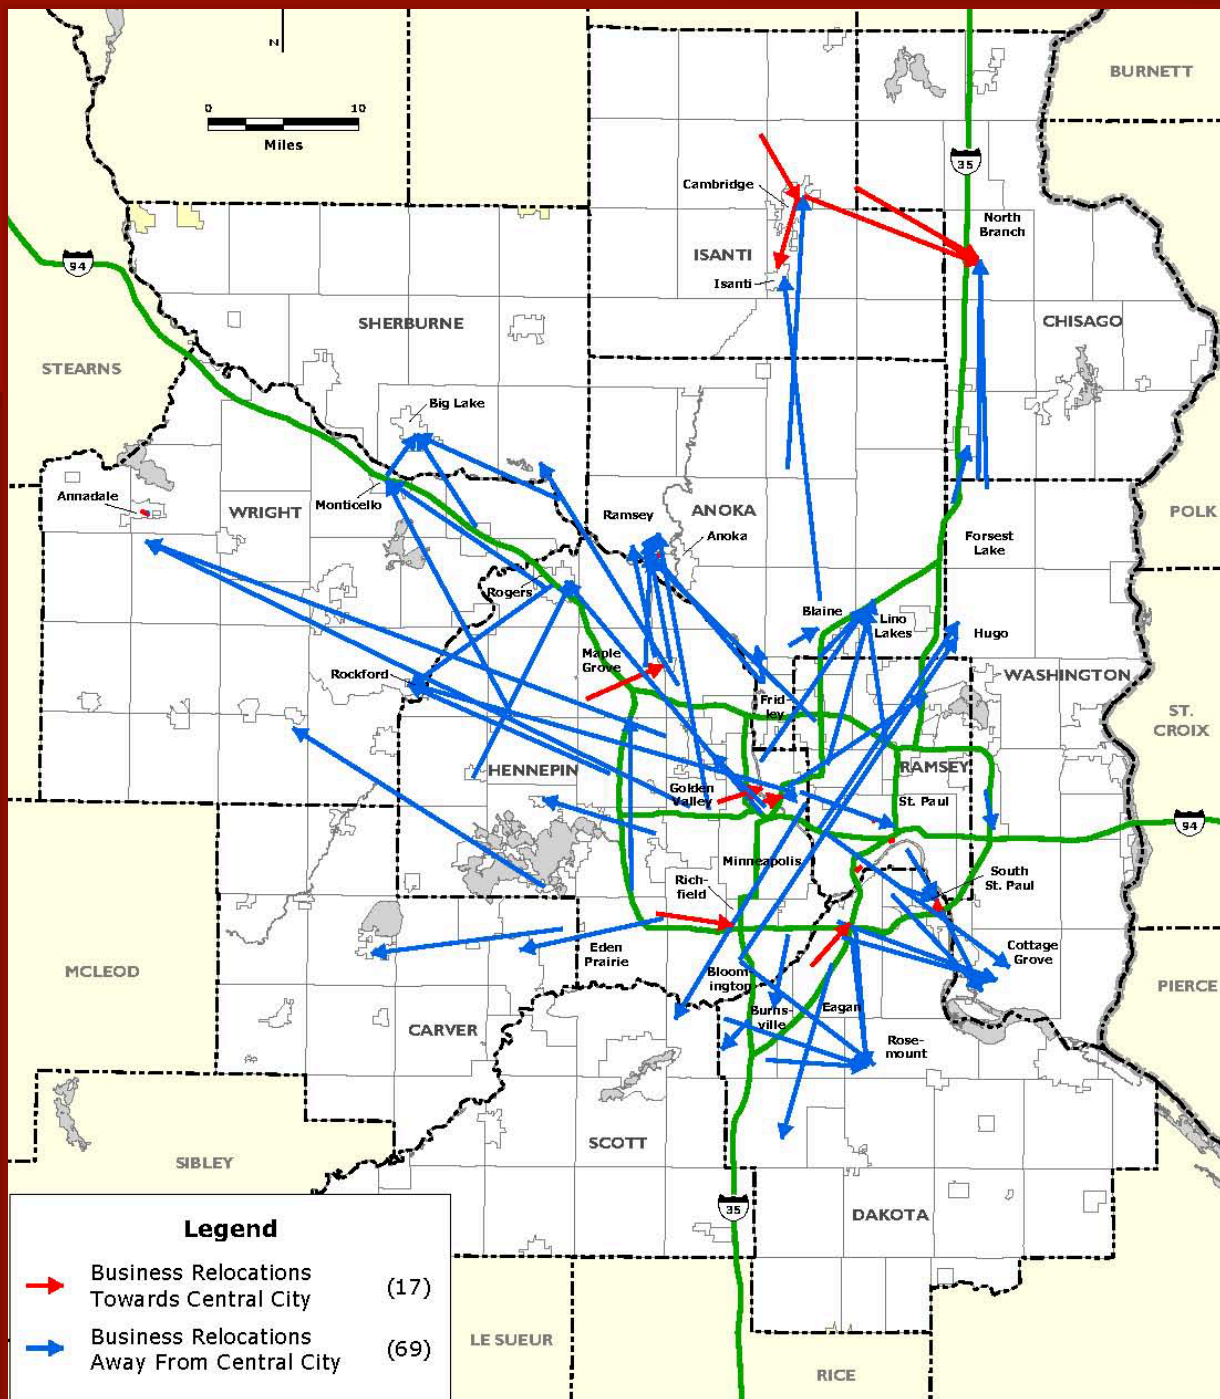 N
0 10
Miles
BURNETT
35
Cambridge
North
Branch
ISANTI
94
Isanti
SHERBURNE
CHISAGO
STEARNS
Big Lake
Annadale
Monticello
WRIGHT
Ramsey
ANOKA
POLK
Anoka
Forsest
Lake
Rogers
Blaine
Lino
Lakes
Hugo
Maple
Grove
Rockford
WASHINGTON
Frid-
ley
ST.
CROIX
HENNEPIN
RAMSEY
Golden
Valley
St. Paul
94
Minneapolis
Rich-
field
South
St. Paul
Eden
Prairie
Cottage
Grove
MCLEOD
Bloom-
ington
PIERCE
Burns-
ville
Eagan
CARVER
Rose-
mount
SCOTT
SIBLEY
35
DAKOTA
Legend
Business Relocations
Towards Central City (17)
Business Relocations
Away From Central City (69)
LE SUEUR
RICE